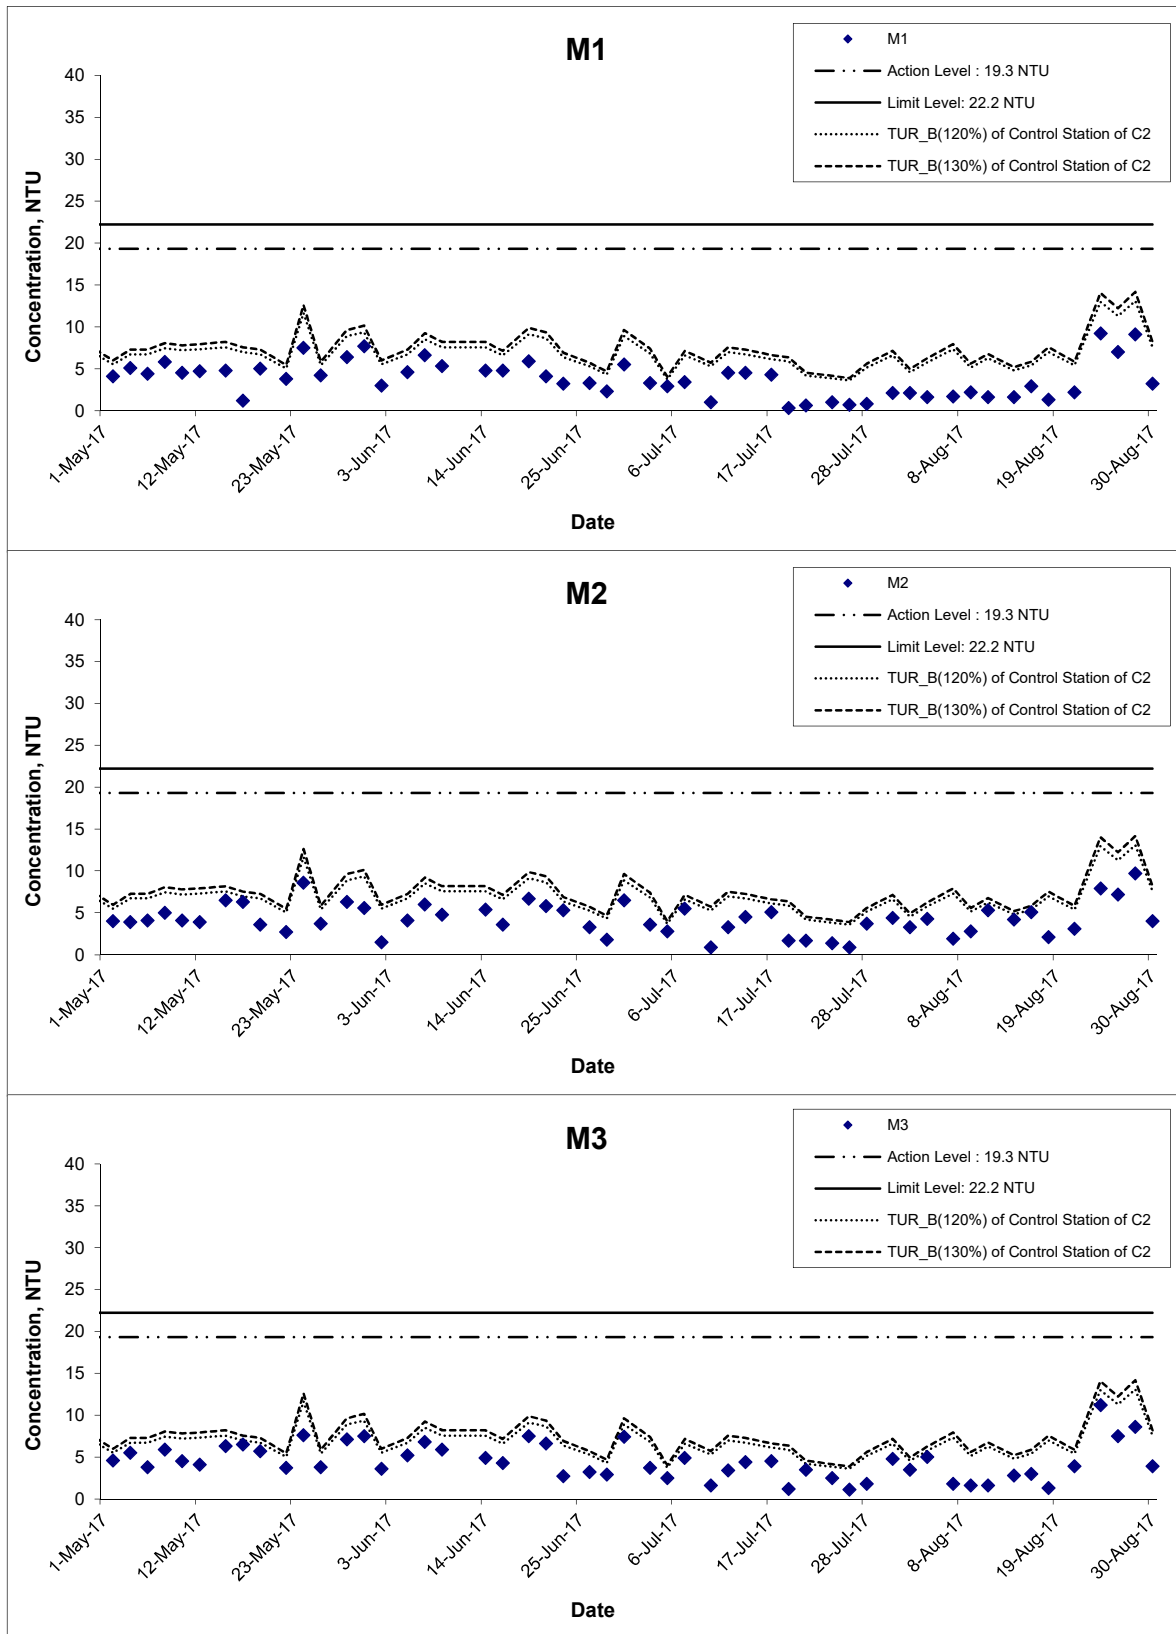 M1
M1
Action Level : 19.3 NTU
Limit Level: 22.2 NTU
TUR_B(120%) of Control Station of C2
TUR_B(130%) of Control Station of C2
Concentration, NTU
40
35
30
25
20
15
10
5
0
1-May-17 12-May-17 23-May-17 3-Jun-17 14-Jun-17 25-Jun-17 6-Jul-17 17-Jul-17 28-Jul-17 8-Aug-17 19-Aug-17 30-Aug-17
Date
M2
M2
Action Level : 19.3 NTU
Limit Level: 22.2 NTU
TUR_B(120%) of Control Station of C2
TUR_B(130%) of Control Station of C2
Concentration, NTU
40
35
30
25
20
15
10
5
0
1-May-17 12-May-17 23-May-17 3-Jun-17 14-Jun-17 25-Jun-17 6-Jul-17 17-Jul-17 28-Jul-17 8-Aug-17 19-Aug-17 30-Aug-17
Date
M3
M3
Action Level : 19.3 NTU
Limit Level: 22.2 NTU
TUR_B(120%) of Control Station of C2
TUR_B(130%) of Control Station of C2
Concentration, NTU
40
35
30
25
20
15
10
5
0
1-May-17 12-May-17 23-May-17 3-Jun-17 14-Jun-17 25-Jun-17 6-Jul-17 17-Jul-17 28-Jul-17 8-Aug-17 19-Aug-17 30-Aug-17
Date